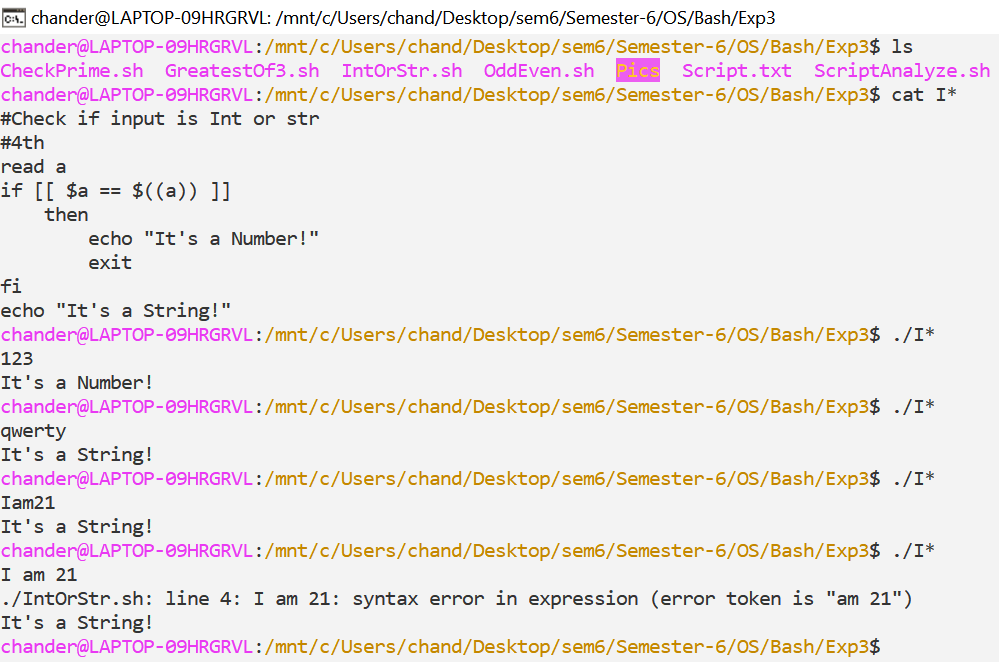 chander@LAPTOP-09HRGRVL: /mnt/c/Users/chand/Desktop/sem6/Semester-6/OS/Bash/Exp3
chander@LAPTOP-09HRGRVL:/mnt/c/Users/chand/Desktop/sem6/Semester-6/OS/Bash/Exp3$ ls
CheckPrime.sh  GreatestOf3.sh  IntOrStr.sh  OddEven.sh  Pics  Script.txt  ScriptAnalyze.sh
chander@LAPTOP-09HRGRVL:/mnt/c/Users/chand/Desktop/sem6/Semester-6/OS/Bash/Exp3$ cat I*
#Check if input is Int or str
#4th
read a
if [[ $a == $((a)) ]]
    then
        echo "It's a Number!"
        exit
fi
echo "It's a String!"
chander@LAPTOP-09HRGRVL:/mnt/c/Users/chand/Desktop/sem6/Semester-6/OS/Bash/Exp3$ ./I*
123
It's a Number!
chander@LAPTOP-09HRGRVL:/mnt/c/Users/chand/Desktop/sem6/Semester-6/OS/Bash/Exp3$ ./I*
qwerty
It's a String!
chander@LAPTOP-09HRGRVL:/mnt/c/Users/chand/Desktop/sem6/Semester-6/OS/Bash/Exp3$ ./I*
Iam21
It's a String!
chander@LAPTOP-09HRGRVL:/mnt/c/Users/chand/Desktop/sem6/Semester-6/OS/Bash/Exp3$ ./I*
I am 21
./IntOrStr.sh: line 4: I am 21: syntax error in expression (error token is "am 21")
It's a String!
chander@LAPTOP-09HRGRVL:/mnt/c/Users/chand/Desktop/sem6/Semester-6/OS/Bash/Exp3$